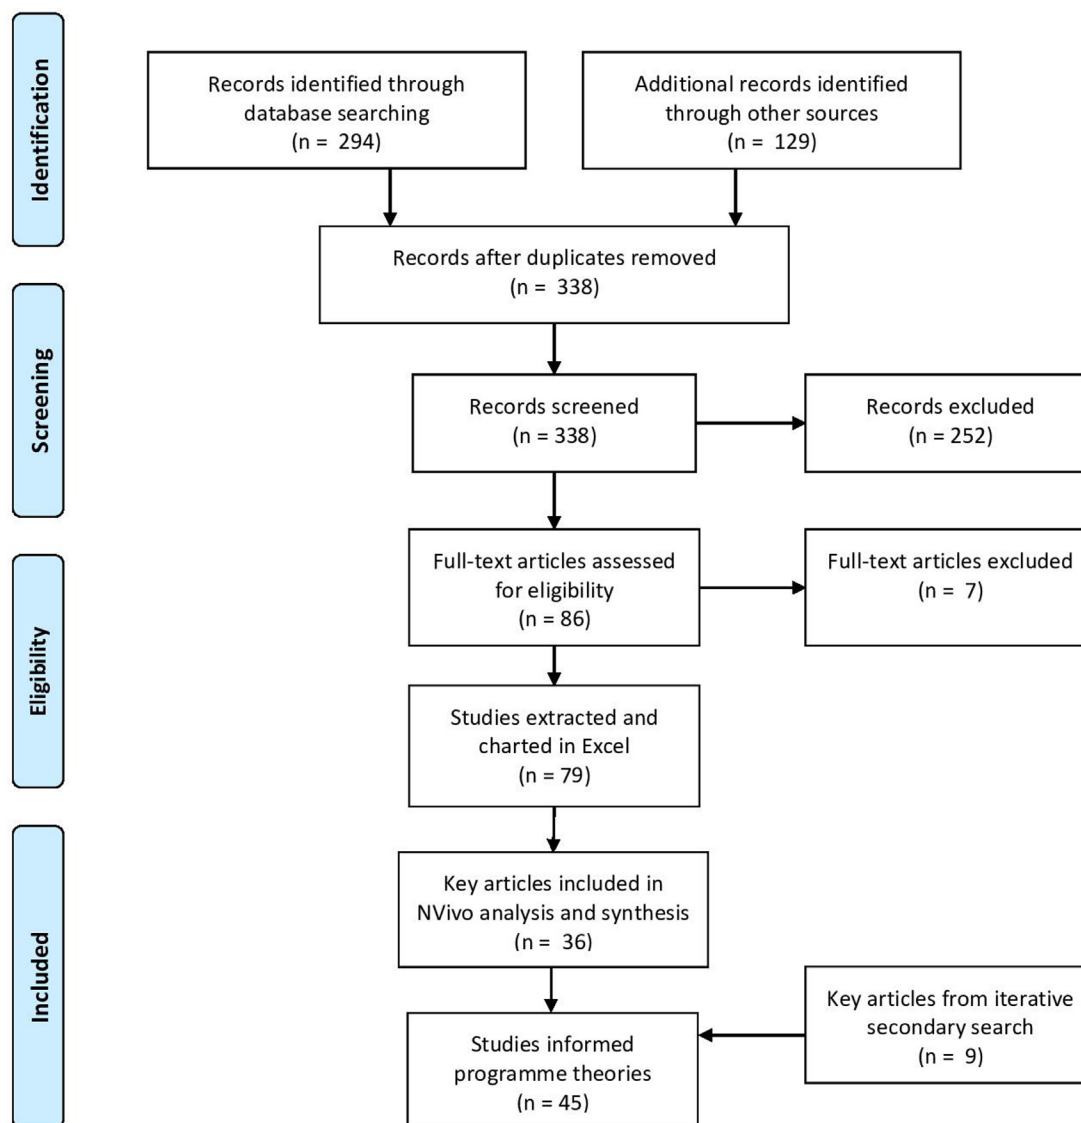 Identification
Records identified through
database searching
(n = 294)
Additional records identified
through other sources
(n = 129)
Records after duplicates removed
(n = 338)
Screening
Records screened
(n = 338)
Records excluded
(n = 252)
Eligibility
Full-text articles assessed
for eligibility
(n = 86)
Full-text articles excluded
(n = 7)
Studies extracted and
charted in Excel
(n = 79)
Included
Key articles included in
NVivo analysis and synthesis
(n = 36)
Key articles from iterative
secondary search
(n = 9)
Studies informed
programme theories
(n = 45)